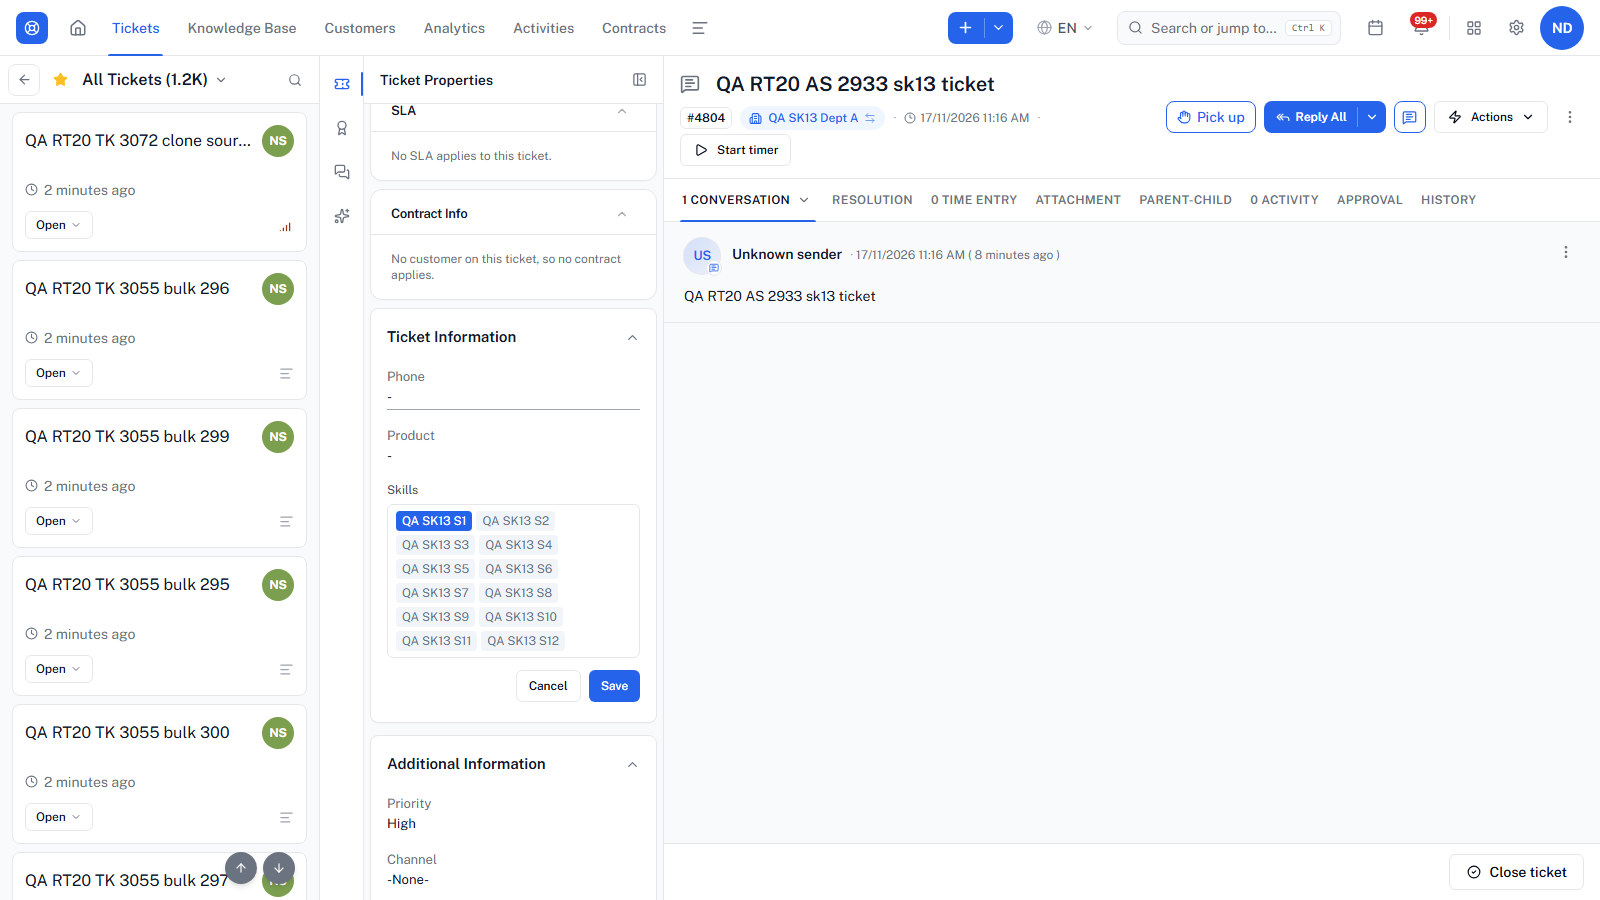 Tickets
Knowledge Base
Customers
Analytics
Activities
Contracts
EN
Search or jump to...
Ctrl K
99+
ND
All Tickets (1.2K)
QA RT20 TK 3072 clone sour...
NS
2 minutes ago
Open
QA RT20 TK 3055 bulk 296
NS
2 minutes ago
Open
QA RT20 TK 3055 bulk 299
NS
2 minutes ago
Open
QA RT20 TK 3055 bulk 295
NS
2 minutes ago
Open
QA RT20 TK 3055 bulk 300
NS
2 minutes ago
Open
QA RT20 TK 3055 bulk 297
Ticket Properties
SLA
No SLA applies to this ticket.
Contract Info
No customer on this ticket, so no contract
applies.
Ticket Information
Phone
-
Product
-
Skills
QA SK13 S1 QA SK13 S2
QA SK13 S3 QA SK13 S4
QA SK13 S5 QA SK13 S6
QA SK13 S7 QA SK13 S8
QA SK13 S9 QA SK13 S10
QA SK13 S11 QA SK13 S12
Cancel
Save
Additional Information
Priority
High
Channel
-None-
QA RT20 AS 2933 sk13 ticket
#4804
QA SK13 Dept A
· 17/11/2026 11:16 AM ·
Start timer
Pick up
Reply All
Actions
1 CONVERSATION
RESOLUTION
0 TIME ENTRY
ATTACHMENT
PARENT-CHILD
0 ACTIVITY
APPROVAL
HISTORY
US
Unknown sender · 17/11/2026 11:16 AM ( 8 minutes ago )
QA RT20 AS 2933 sk13 ticket
Close ticket